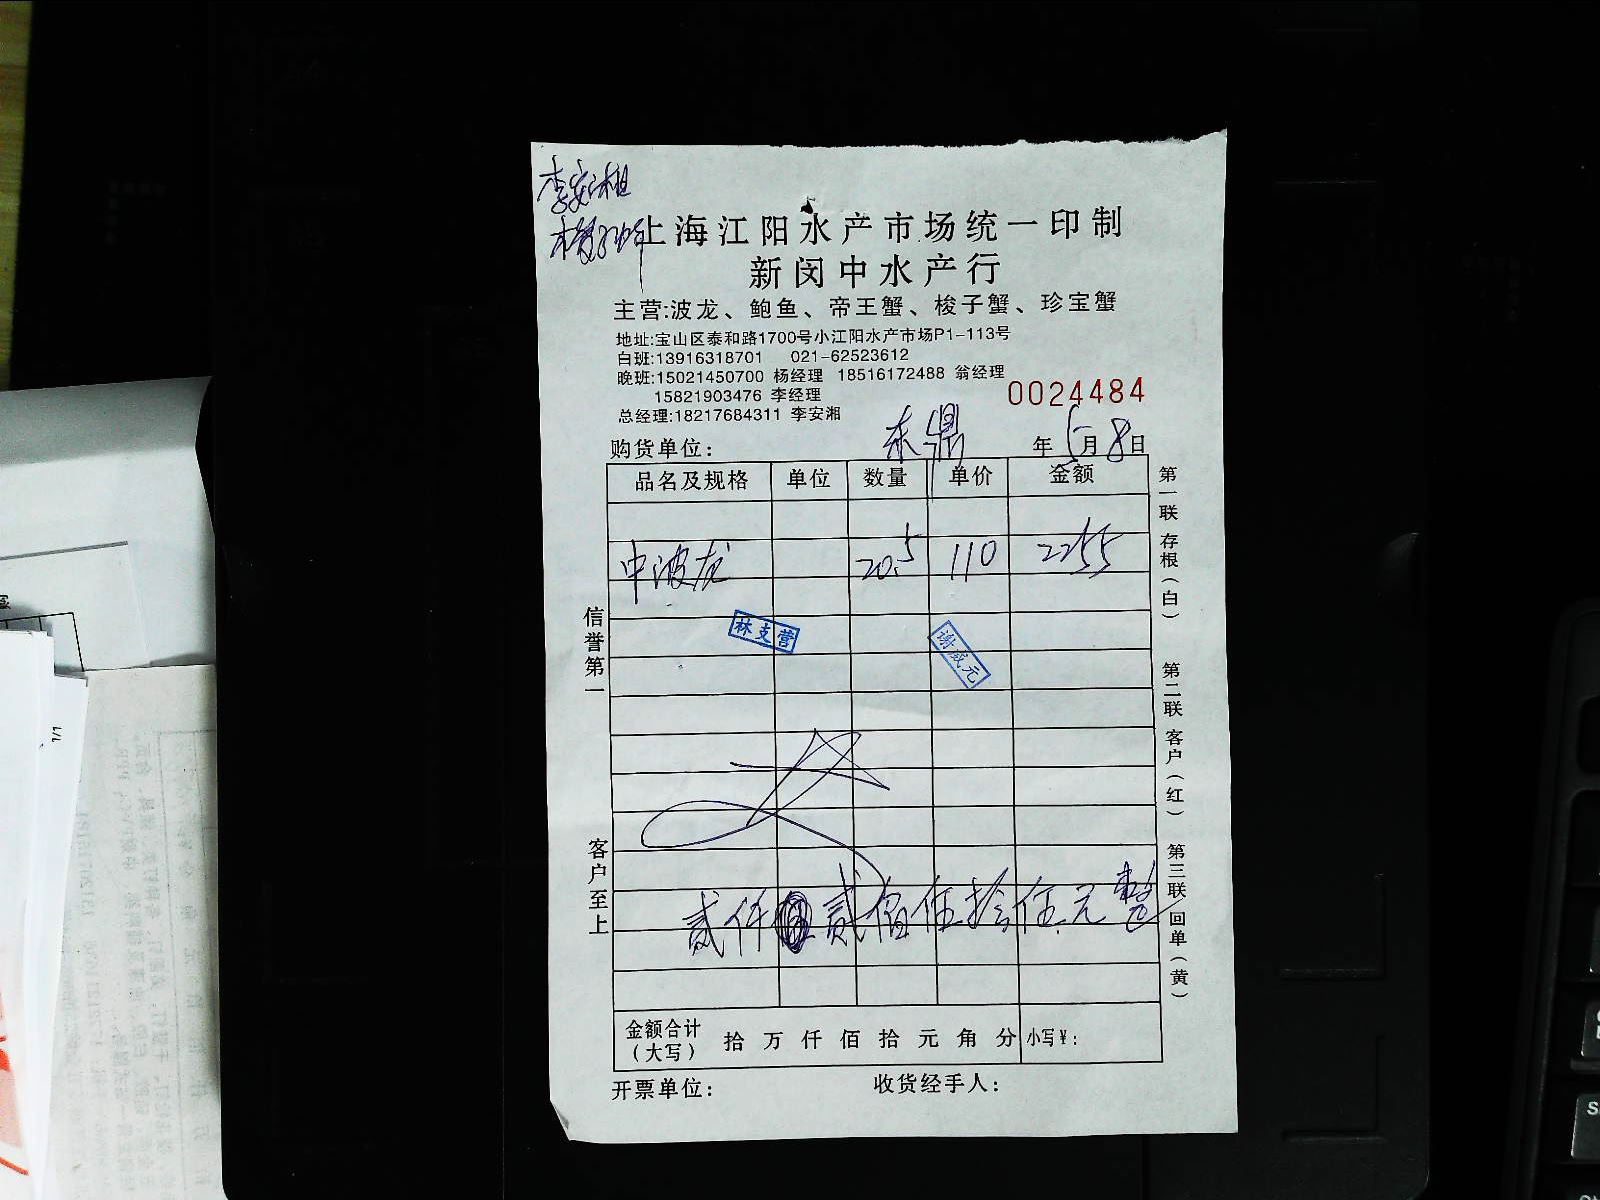 李安湘
上海江阳水产市场统一印制
新闵中水产行
主营:波龙、鲍鱼、帝王蟹、梭子蟹、珍宝蟹
地址:宝山区泰和路1700号小江阳水产市场P1-113号
白班:13916318701 021-62523612
晚班:15021450700 杨经理 18516172488 翁经理
15821903476 李经理
0024484
总经理:18217684311 李安湘
购货单位: 赤鼎 年 5月 8日
品名及规格 单位 数量 单价 金额
中波龙 20.5 110 2255
林支营 谢成元
贰仟贰佰伍拾伍元整
金额合计(大写) 拾 万 仟 佰 拾 元 角 分 小写¥:
开票单位: 收货经手人:
信誉第一
客户至上
第一联 存根(白)
第二联 客户(红)
第三联 回单(黄)